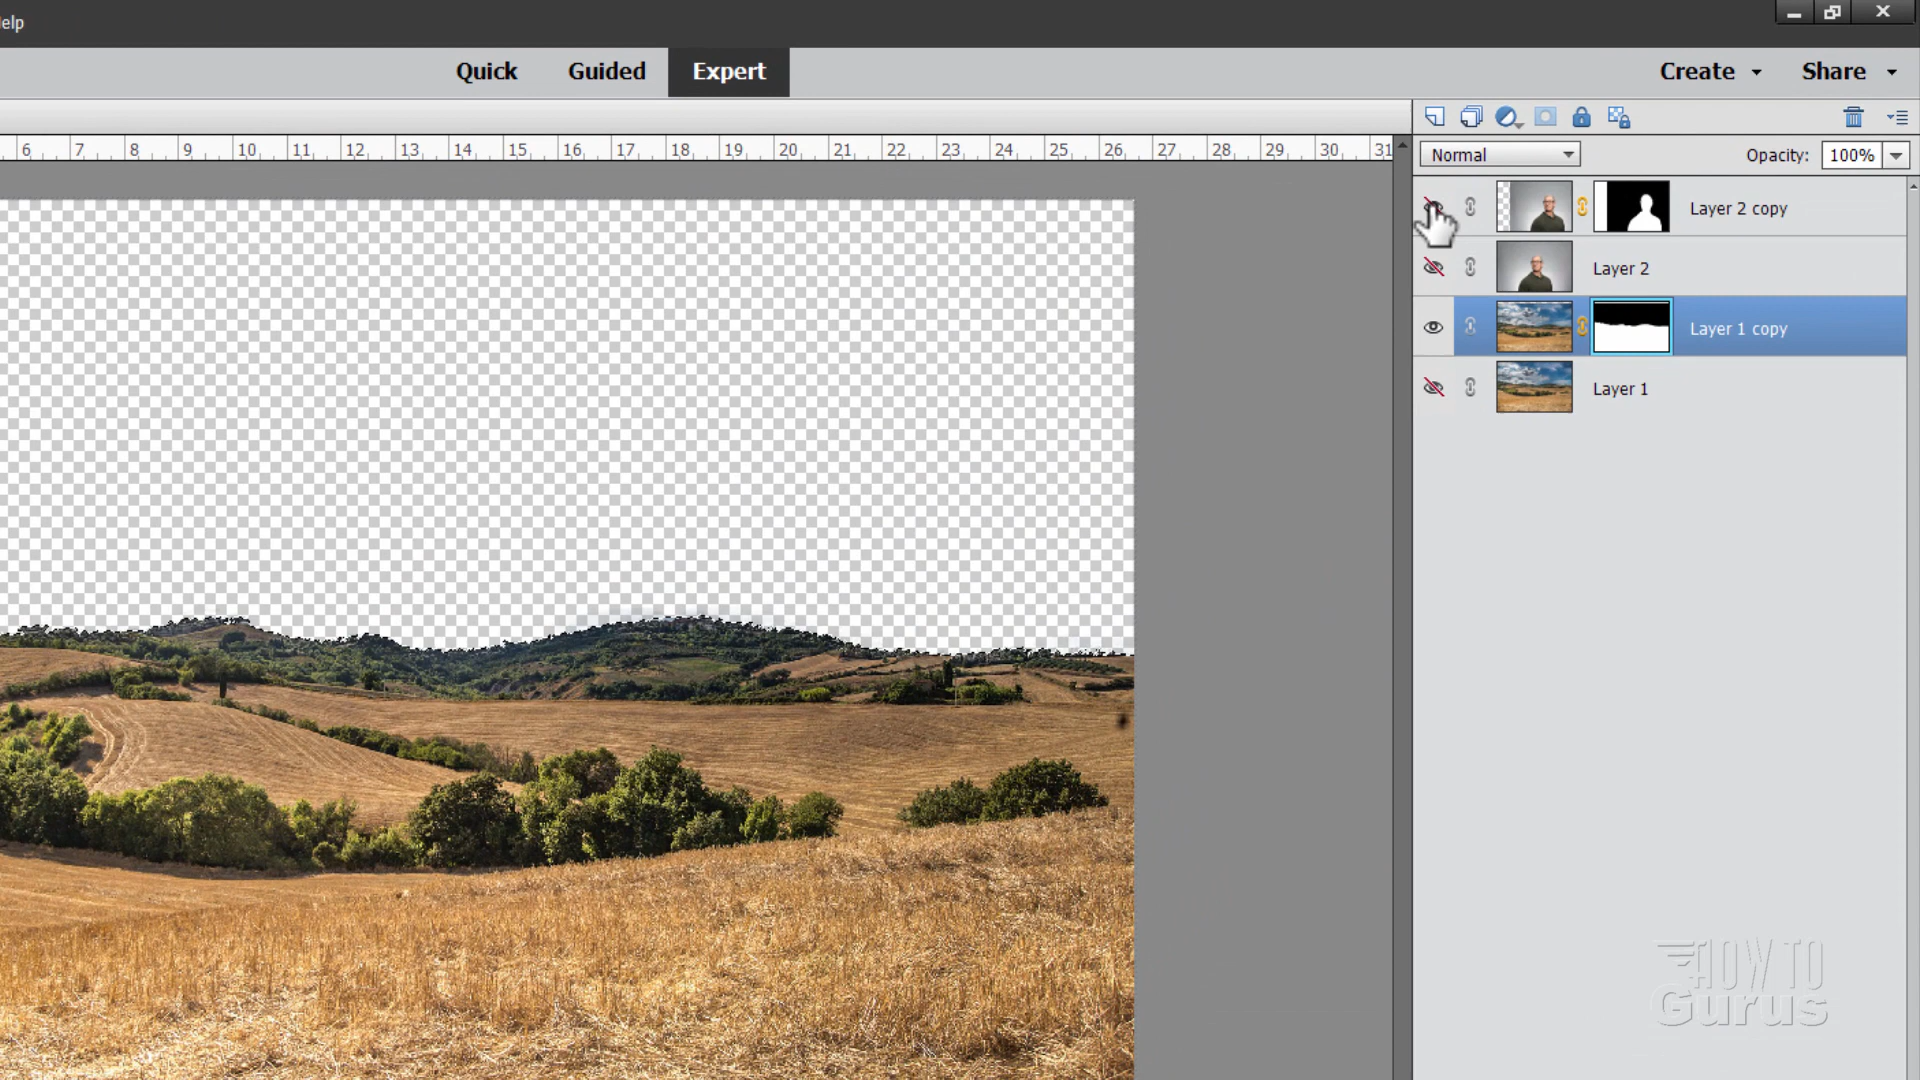 Help
Quick Guided Expert
Create Share
6 7 8 9 10 11 12 13 14 15 16 17 18 19 20 21 22 23 24 25 26 27 28 29 30 31
Normal Opacity: 100%
Layer 2 copy
Layer 2
Layer 1 copy
Layer 1
HOW TO
Gurus